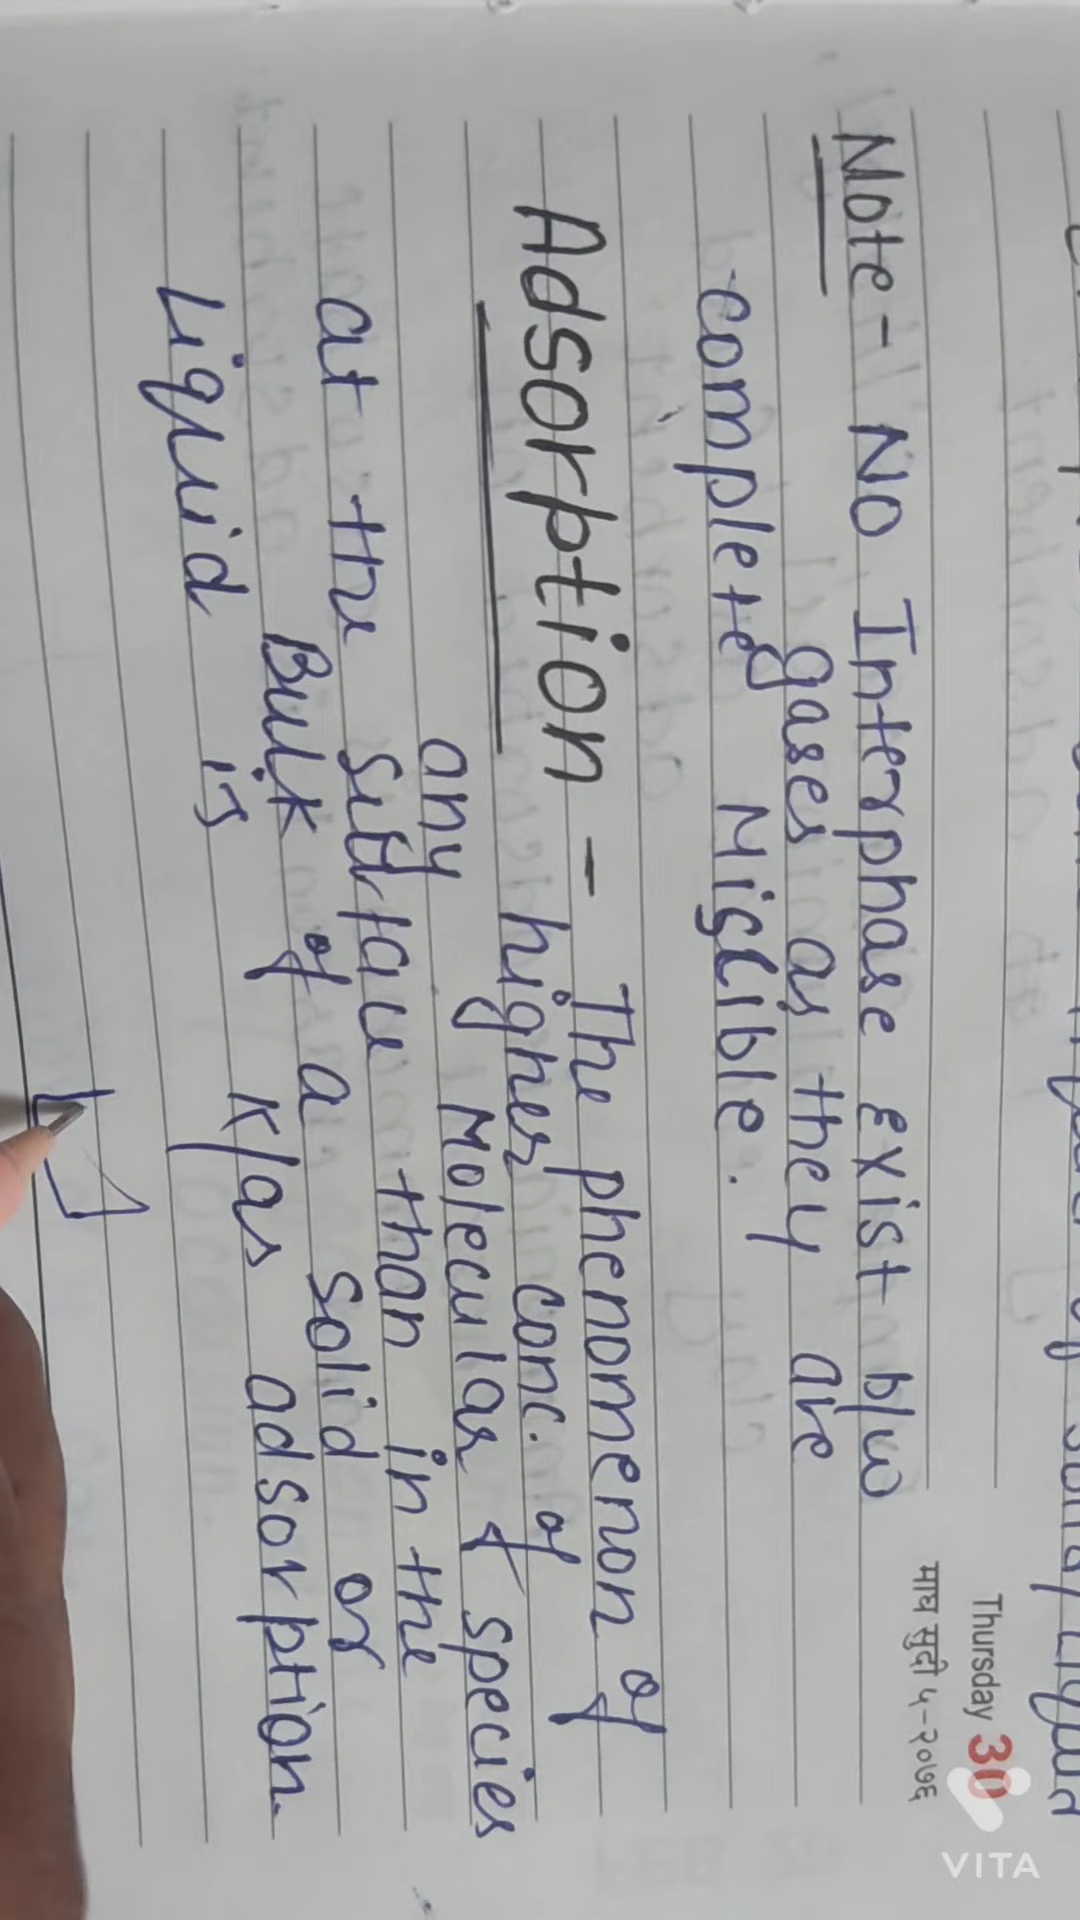 Thursday 30
माघ सुदी ५-२०७६
Note - No Interphase exist b/w
gases as they are
complete Miscible.
Adsorption - The phenomenon of
higher conc. of
any Molecular & species
at the surface than in the
Bulk of a solid or
Liquid is K/as adsorption.
VITA